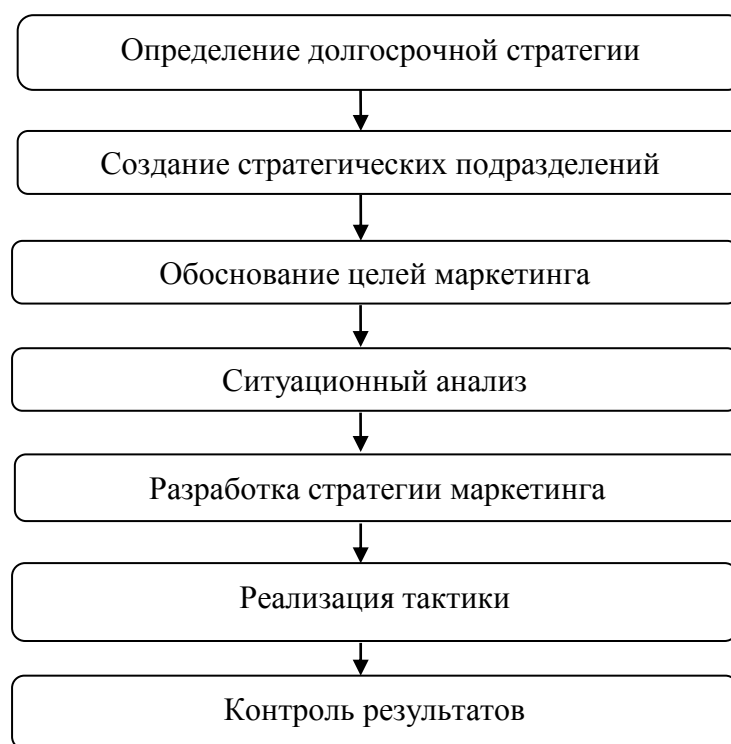 Определение долгосрочной стратегии
Создание стратегических подразделений
Обоснование целей маркетинга
Ситуационный анализ
Разработка стратегии маркетинга
Реализация тактики
Контроль результатов